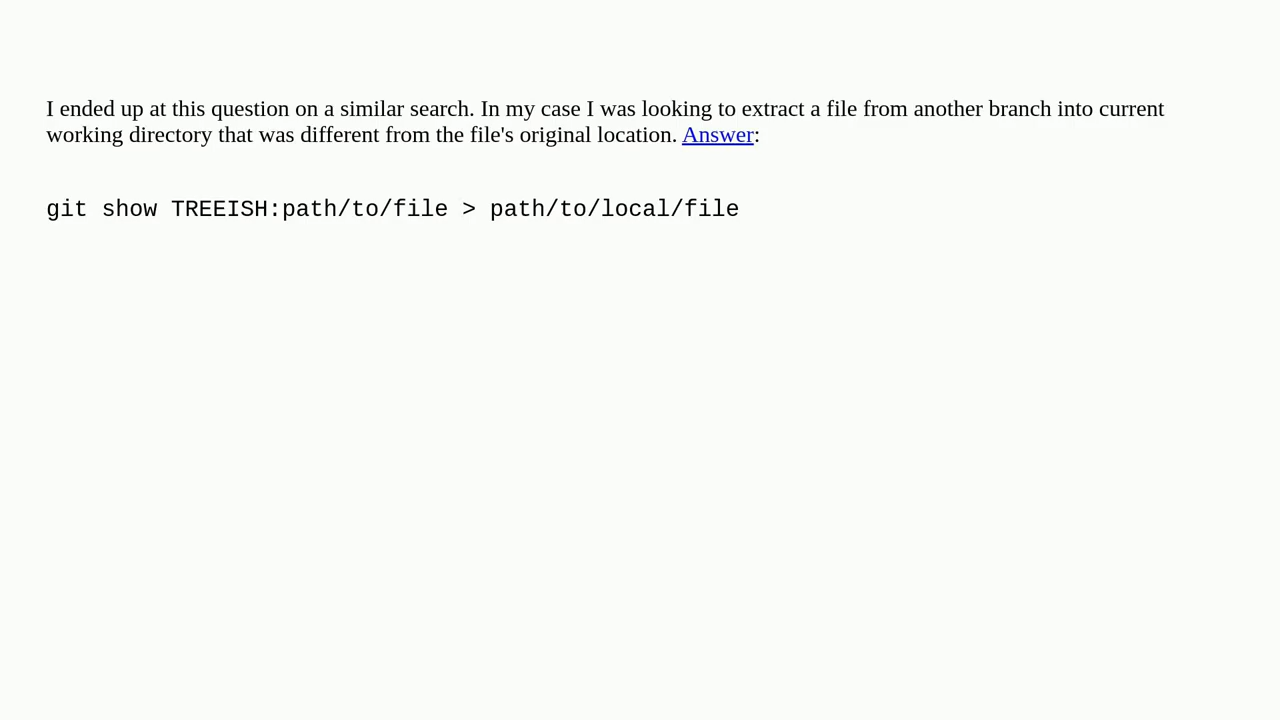 I ended up at this question on a similar search. In my case I was looking to extract a file from another branch into current
working directory that was different from the file's original location. Answer:
git show TREEISH:path/to/file > path/to/local/file